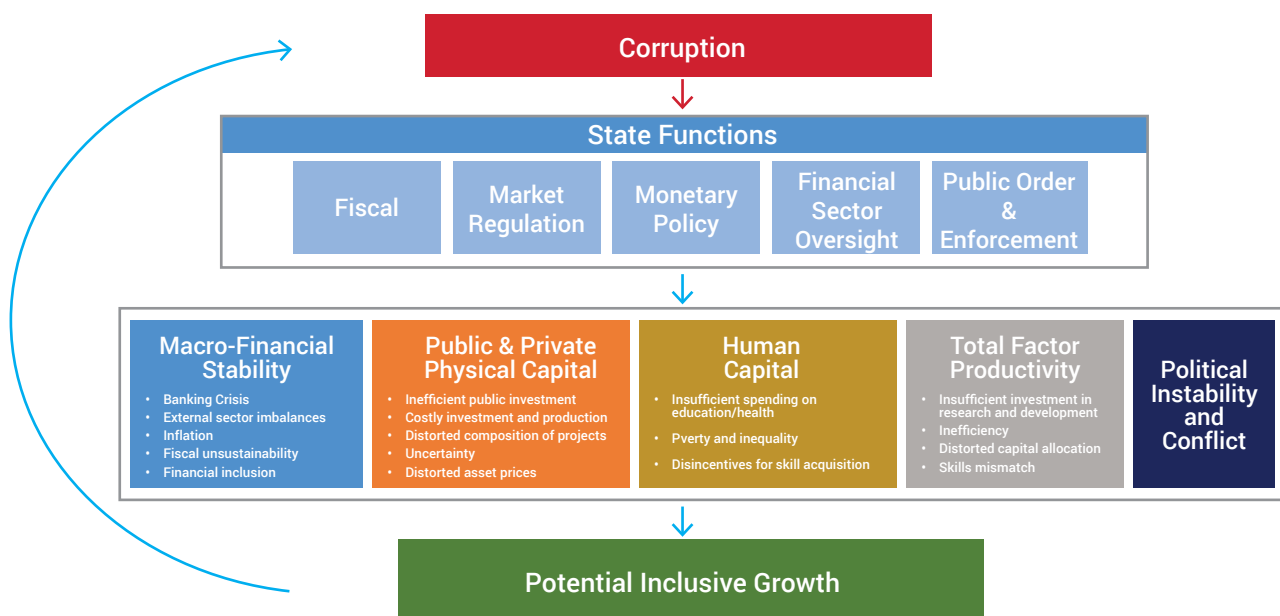 Corruption
State Functions
Fiscal
Market
Regulation
Monetary
Policy
Financial
Sector
Oversight
Public Order
&
Enforcement
Macro-Financial
Stability
• Banking Crisis
• External sector imbalances
• Inflation
• Fiscal unsustainability
• Financial inclusion
Public & Private
Physical Capital
• Inefficient public investment
• Costly investment and production
• Distorted composition of projects
• Uncertainty
• Distorted asset prices
Human
Capital
• Insufficient spending on
education/health
• Pverty and inequality
• Disincentives for skill acquisition
Total Factor
Productivity
• Insufficient investment in
research and development
• Inefficiency
• Distorted capital allocation
• Skills mismatch
Political
Instability
and
Conflict
Potential Inclusive Growth